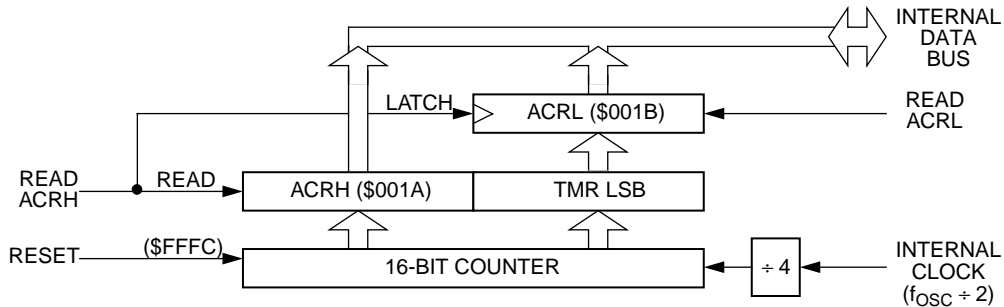 INTERNAL
DATA
BUS
LATCH
ACRL ($001B)
READ
ACRL
READ
ACRH
READ
ACRH ($001A)
TMR LSB
RESET
($FFFC)
16-BIT COUNTER
÷ 4
INTERNAL
CLOCK
(fOSC ÷ 2)